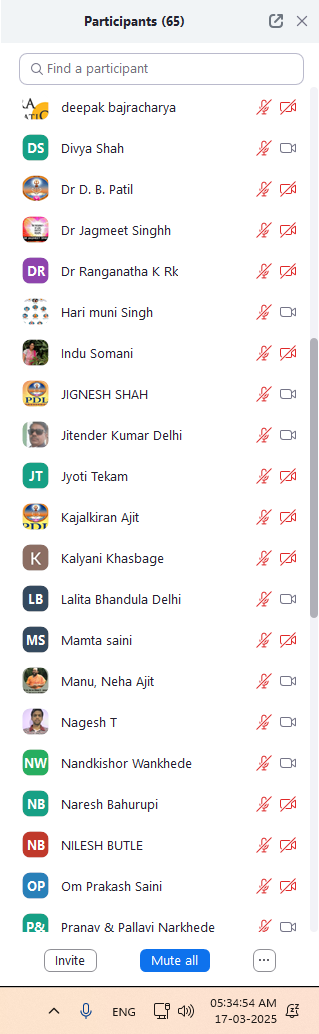 Participants (65)
Find a participant
deepak bajracharya
DS Divya Shah
Dr D. B. Patil
Dr Jagmeet Singhh
DR Dr Ranganatha K Rk
Hari muni Singh
Indu Somani
PDL JIGNESH SHAH
Jitender Kumar Delhi
JT Jyoti Tekam
Kajalkiran Ajit
K Kalyani Khasbage
LB Lalita Bhandula Delhi
MS Mamta saini
Manu, Neha Ajit
Nagesh T
NW Nandkishor Wankhede
NB Naresh Bahurupi
NB NILESH BUTLE
OP Om Prakash Saini
P& Pranav & Pallavi Narkhede
Invite Mute all ...
ENG 05:34:54 AM
17-03-2025